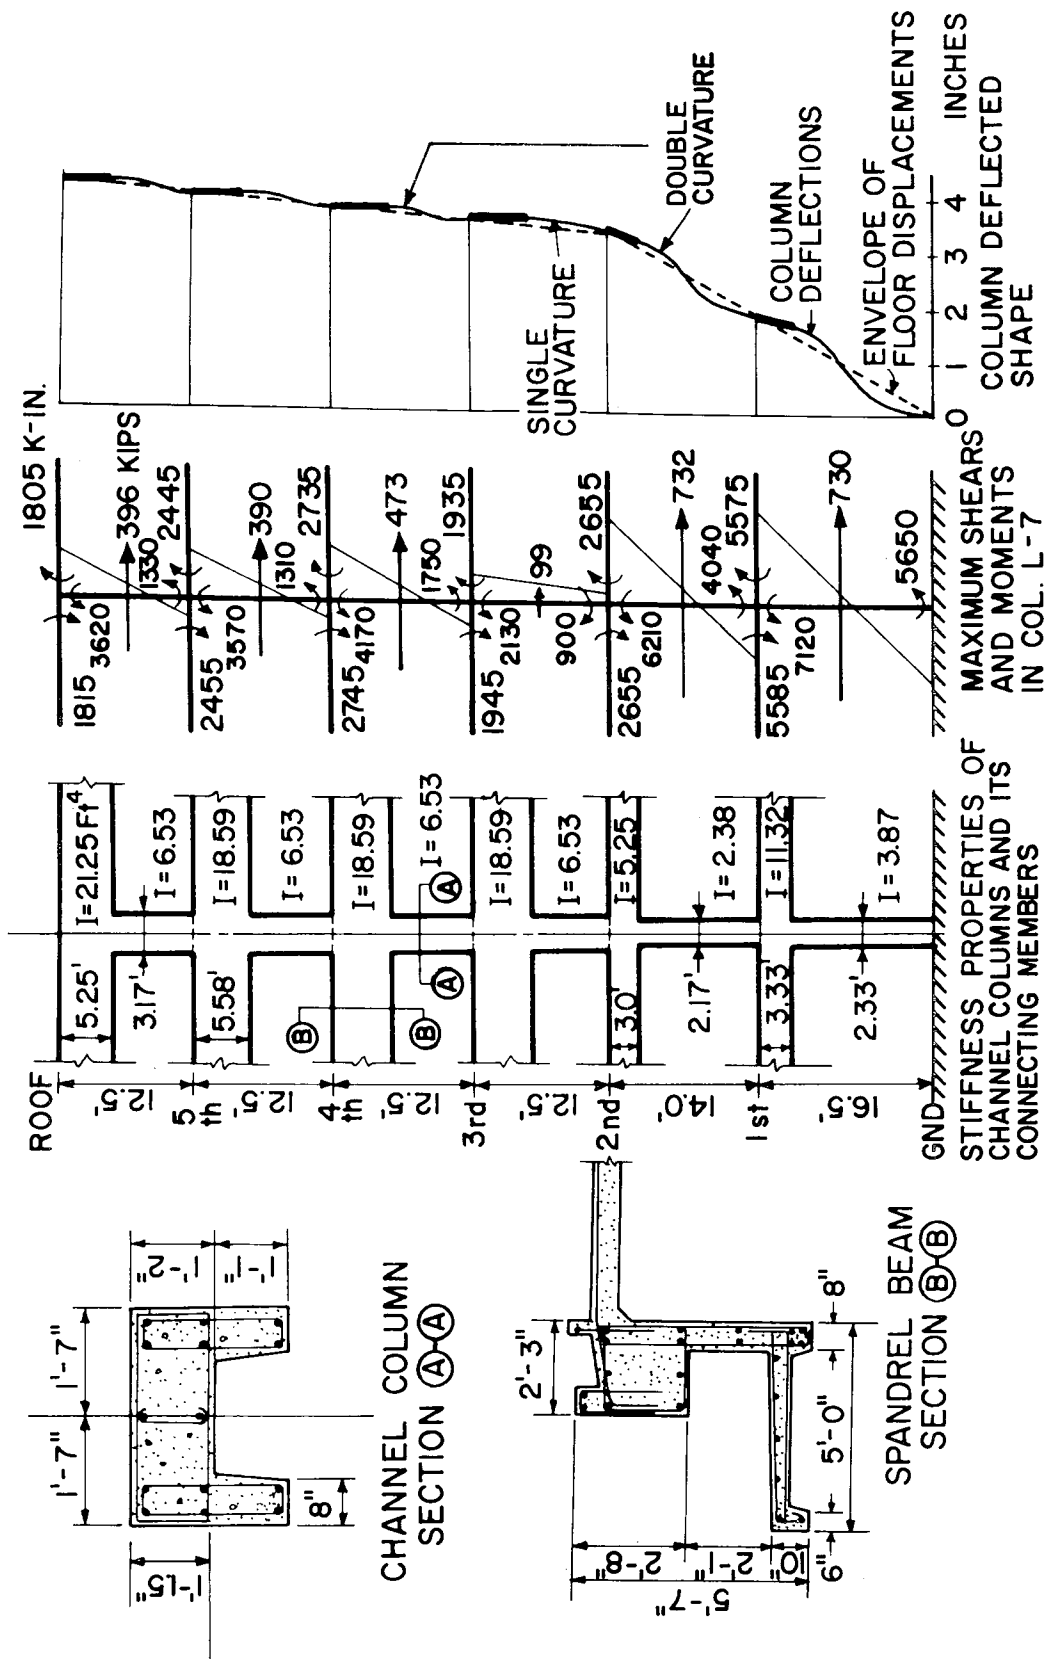 1'-7"
1'-7"
1'-2"
1'-1"
1'-1.5"
8"
CHANNEL COLUMN
SECTION A-A
2'-3"
2'-8"
2'-1"
10"
5'-7"
6"
5'-0"
8"
SPANDREL BEAM
SECTION B-B
ROOF
5th
4th
3rd
2nd
1st
GND
12.5'
12.5'
12.5'
12.5'
14.0'
16.5'
5.25'
I=21.25Ft⁴
3.17'
I=6.53
5.58'
I=18.59
I=6.53
B
B
I=18.59
A
A
I=6.53
I=18.59
I=6.53
3.0'
I=5.25
2.17'
I=2.38
3.33'
I=11.32
2.33'
I=3.87
STIFFNESS PROPERTIES OF
CHANNEL COLUMNS AND ITS
CONNECTING MEMBERS
1805 K-IN.
1815
3620
396 KIPS
1330
2445
2455
3570
390
1310
2735
2745
4170
473
1750
1935
1945
2130
99
900
2655
2655
6210
732
4040
5575
5585
7120
730
5650
MAXIMUM SHEARS
AND MOMENTS
IN COL. L-7
DOUBLE
CURVATURE
SINGLE
CURVATURE
COLUMN
DEFLECTIONS
ENVELOPE OF
FLOOR DISPLACEMENTS
0 1 2 3 4
INCHES
COLUMN DEFLECTED
SHAPE